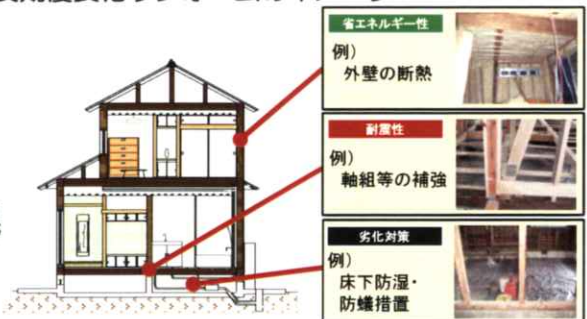 省エネルギー性
例)
外壁の断熱
耐震性
例)
軸組等の補強
劣化対策
例)
床下防湿・
防蟻措置